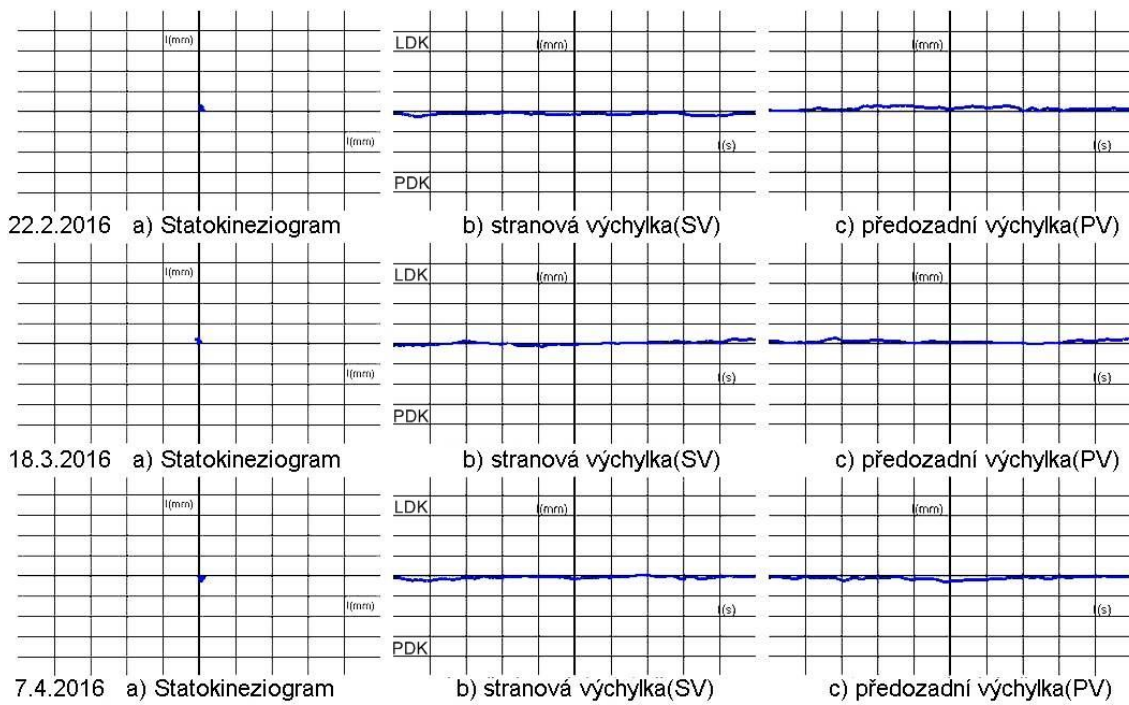 l(mm)
l(mm)
LDK
l(mm)
l(s)
PDK
l(mm)
l(s)
22.2.2016 a) Statokineziogram b) stranová výchylka(SV) c) předozadní výchylka(PV)
l(mm)
l(mm)
LDK
l(mm)
l(s)
PDK
l(mm)
l(s)
18.3.2016 a) Statokineziogram b) stranová výchylka(SV) c) předozadní výchylka(PV)
l(mm)
l(mm)
LDK
l(mm)
l(s)
PDK
l(mm)
l(s)
7.4.2016 a) Statokineziogram b) stranová výchylka(SV) c) předozadní výchylka(PV)